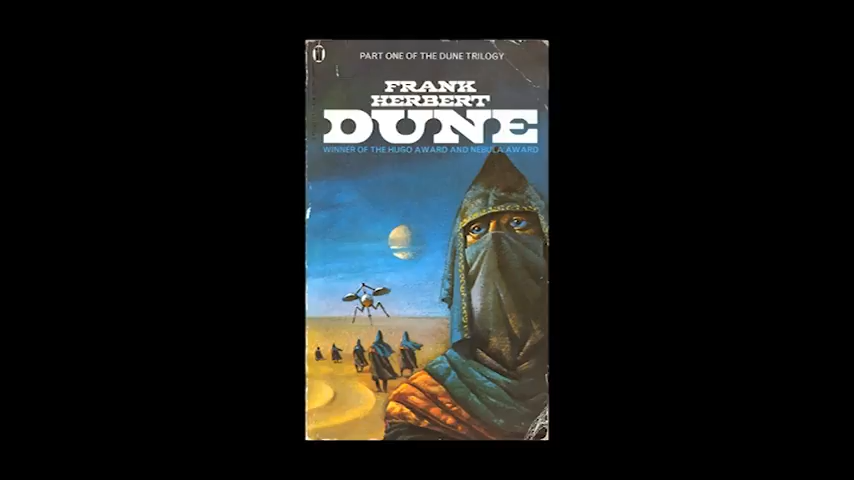 PART ONE OF THE DUNE TRILOGY
FRANK
HERBERT
DUNE
WINNER OF THE HUGO AWARD AND NEBULA AWARD